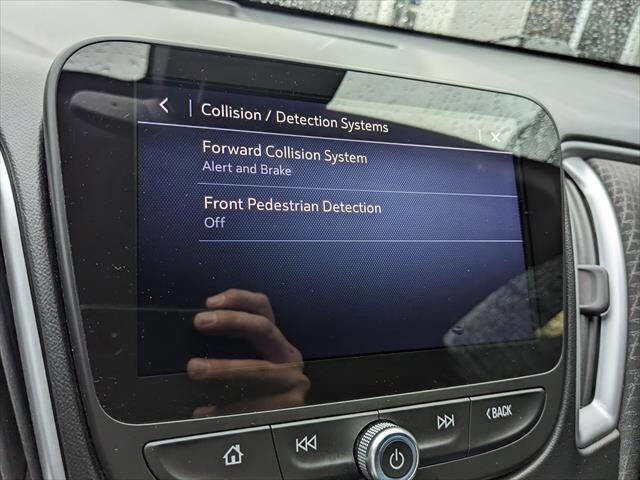 Collision / Detection Systems
Forward Collision System
Alert and Brake
Front Pedestrian Detection
Off
BACK